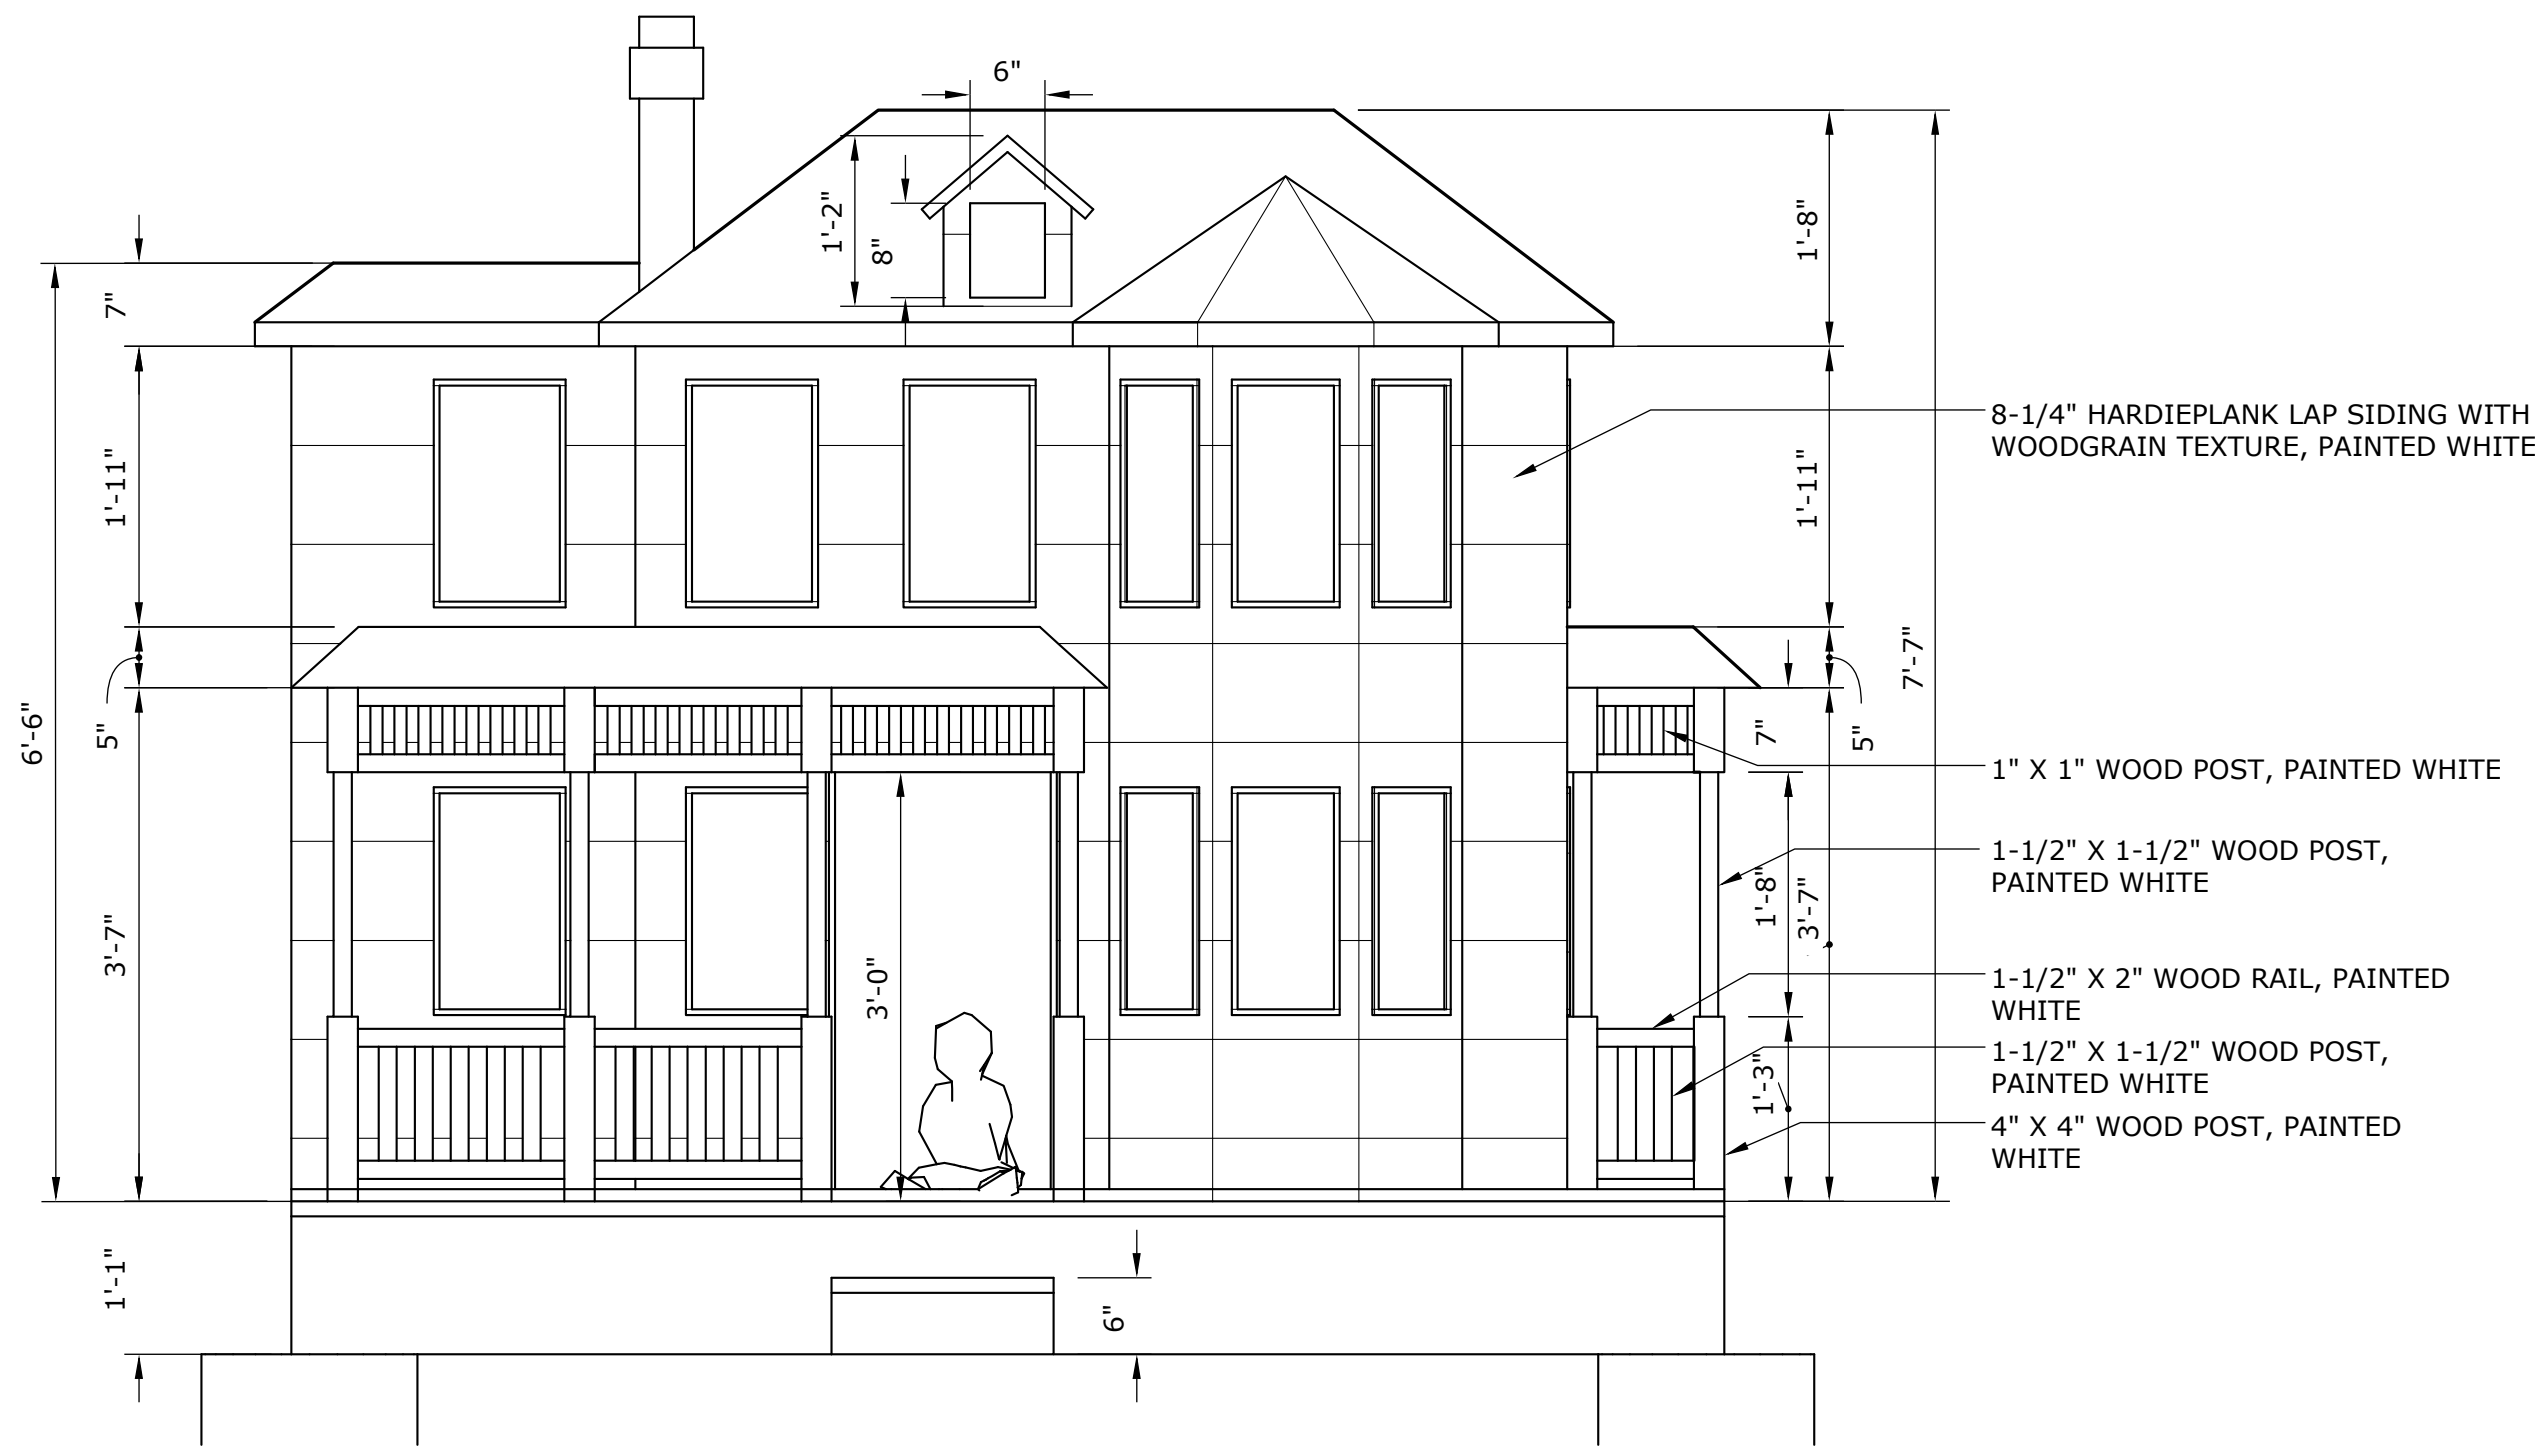 6"
1'-2"
8"
7"
1'-8"
1'-11"
1'-11"
8-1/4" HARDIEPLANK LAP SIDING WITH
WOODGRAIN TEXTURE, PAINTED WHITE
6'-6"
5"
7'-7"
7"
5"
1" X 1" WOOD POST, PAINTED WHITE
1-1/2" X 1-1/2" WOOD POST,
PAINTED WHITE
1'-8"
3'-7"
3'-7"
3'-0"
1-1/2" X 2" WOOD RAIL, PAINTED
WHITE
1-1/2" X 1-1/2" WOOD POST,
PAINTED WHITE
1'-3"
4" X 4" WOOD POST, PAINTED
WHITE
1'-1"
6"